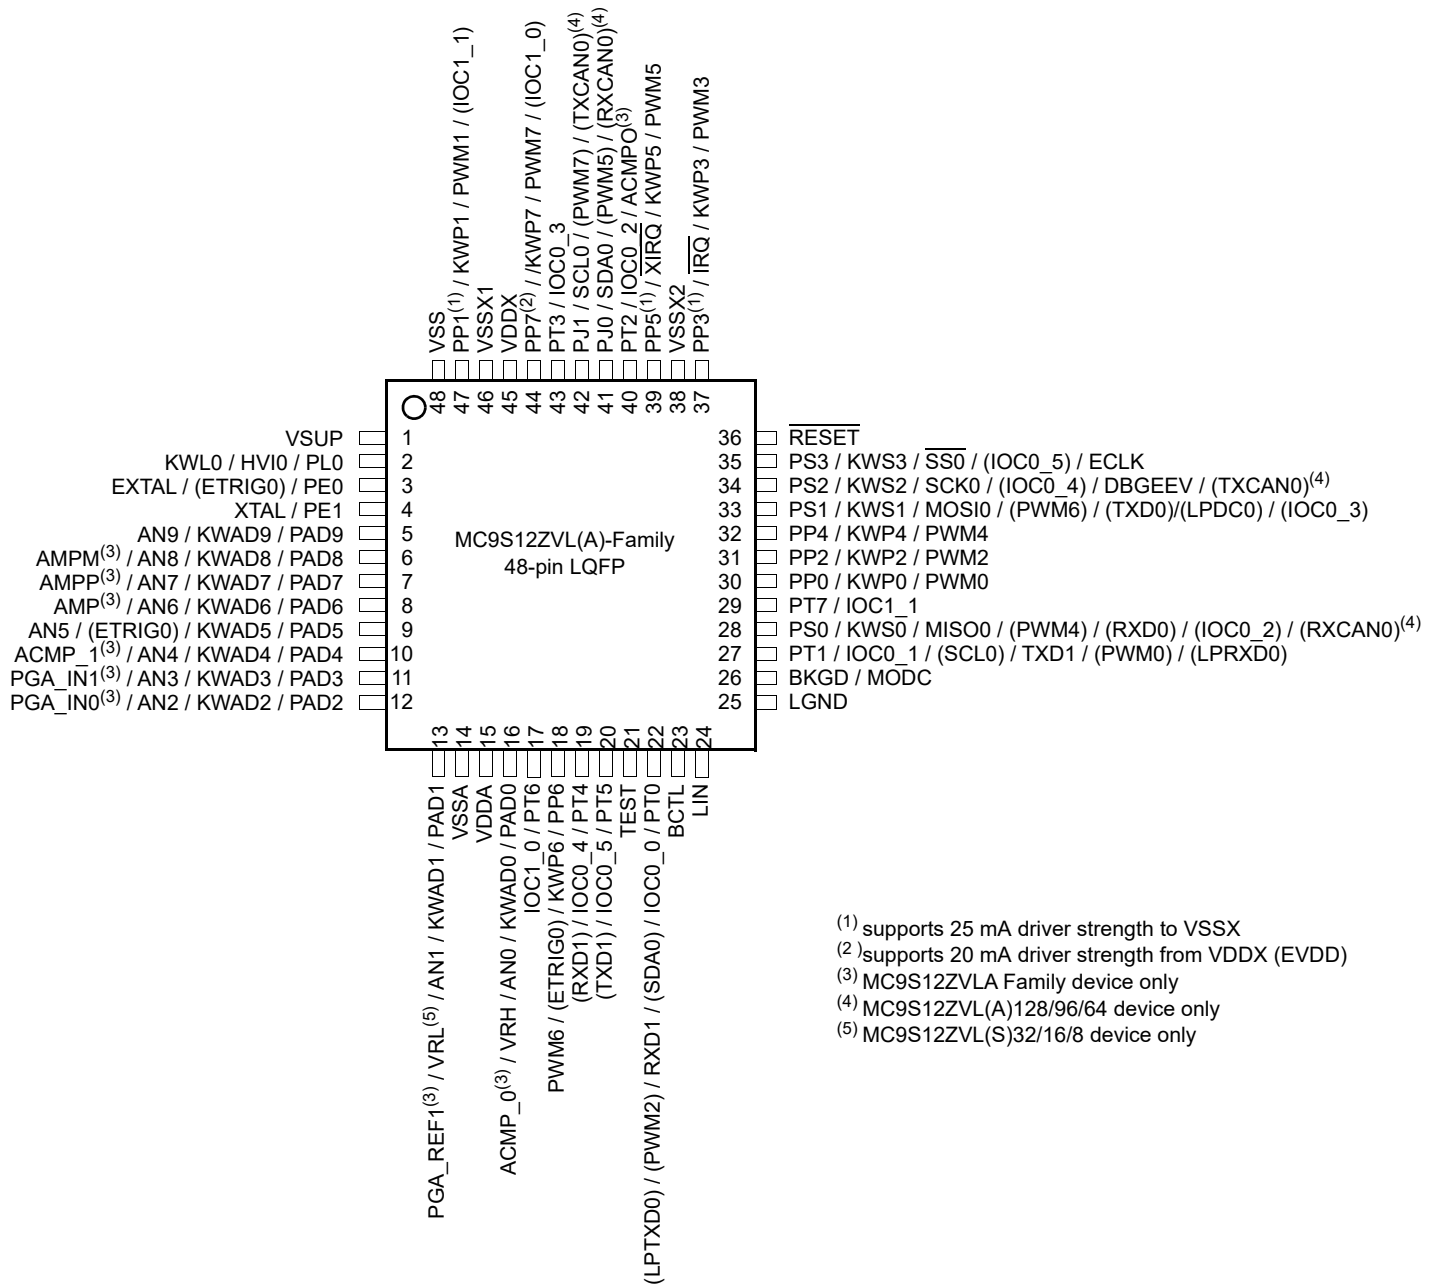 VSS
PP1(1) / KWP1 / PWM1 / (IOC1_1)
VSSX1
VDDX
PP7(2) / /KWP7 / PWM7 / (IOC1_0)
PT3 / IOC0_3
PJ1 / SCL0 / (PWM7) / (TXCAN0)(4)
PJ0 / SDA0 / (PWM5) / (RXCAN0)(4)
PT2 / IOC0_2 / ACMPO(3)
PP5(1) / XIRQ / KWP5 / PWM5
VSSX2
PP3(1) / IRQ / KWP3 / PWM3
48
47
46
45
44
43
42
41
40
39
38
37
VSUP 1
KWL0 / HVI0 / PL0 2
EXTAL / (ETRIG0) / PE0 3
XTAL / PE1 4
AN9 / KWAD9 / PAD9 5
AMPM(3) / AN8 / KWAD8 / PAD8 6
AMPP(3) / AN7 / KWAD7 / PAD7 7
AMP(3) / AN6 / KWAD6 / PAD6 8
AN5 / (ETRIG0) / KWAD5 / PAD5 9
ACMP_1(3) / AN4 / KWAD4 / PAD4 10
PGA_IN1(3) / AN3 / KWAD3 / PAD3 11
PGA_IN0(3) / AN2 / KWAD2 / PAD2 12
MC9S12ZVL(A)-Family
48-pin LQFP
36 RESET
35 PS3 / KWS3 / SS0 / (IOC0_5) / ECLK
34 PS2 / KWS2 / SCK0 / (IOC0_4) / DBGEEV / (TXCAN0)(4)
33 PS1 / KWS1 / MOSI0 / (PWM6) / (TXD0)/(LPDC0) / (IOC0_3)
32 PP4 / KWP4 / PWM4
31 PP2 / KWP2 / PWM2
30 PP0 / KWP0 / PWM0
29 PT7 / IOC1_1
28 PS0 / KWS0 / MISO0 / (PWM4) / (RXD0) / (IOC0_2) / (RXCAN0)(4)
27 PT1 / IOC0_1 / (SCL0) / TXD1 / (PWM0) / (LPRXD0)
26 BKGD / MODC
25 LGND
13
14
15
16
17
18
19
20
21
22
23
24
PGA_REF1(3) / VRL(5) / AN1 / KWAD1 / PAD1
VSSA
VDDA
ACMP_0(3) / VRH / AN0 / KWAD0 / PAD0
IOC1_0 / PT6
PWM6 / (ETRIG0) / KWP6 / PP6
(RXD1) / IOC0_4 / PT4
(TXD1) / IOC0_5 / PT5
TEST
(LPTXD0) / (PWM2) / RXD1 / (SDA0) / IOC0_0 / PT0
BCTL
LIN
(1) supports 25 mA driver strength to VSSX
(2 )supports 20 mA driver strength from VDDX (EVDD)
(3) MC9S12ZVLA Family device only
(4) MC9S12ZVL(A)128/96/64 device only
(5) MC9S12ZVL(S)32/16/8 device only